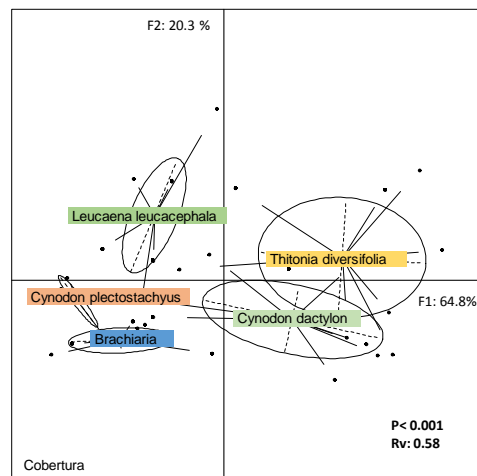 F2: 20.3 %
Leucaena leucacephala
Thitonia diversifolia
Cynodon plectostachyus
F1: 64.8%
Cynodon dactylon
Brachiaria
P< 0.001
Rv: 0.58
Cobertura